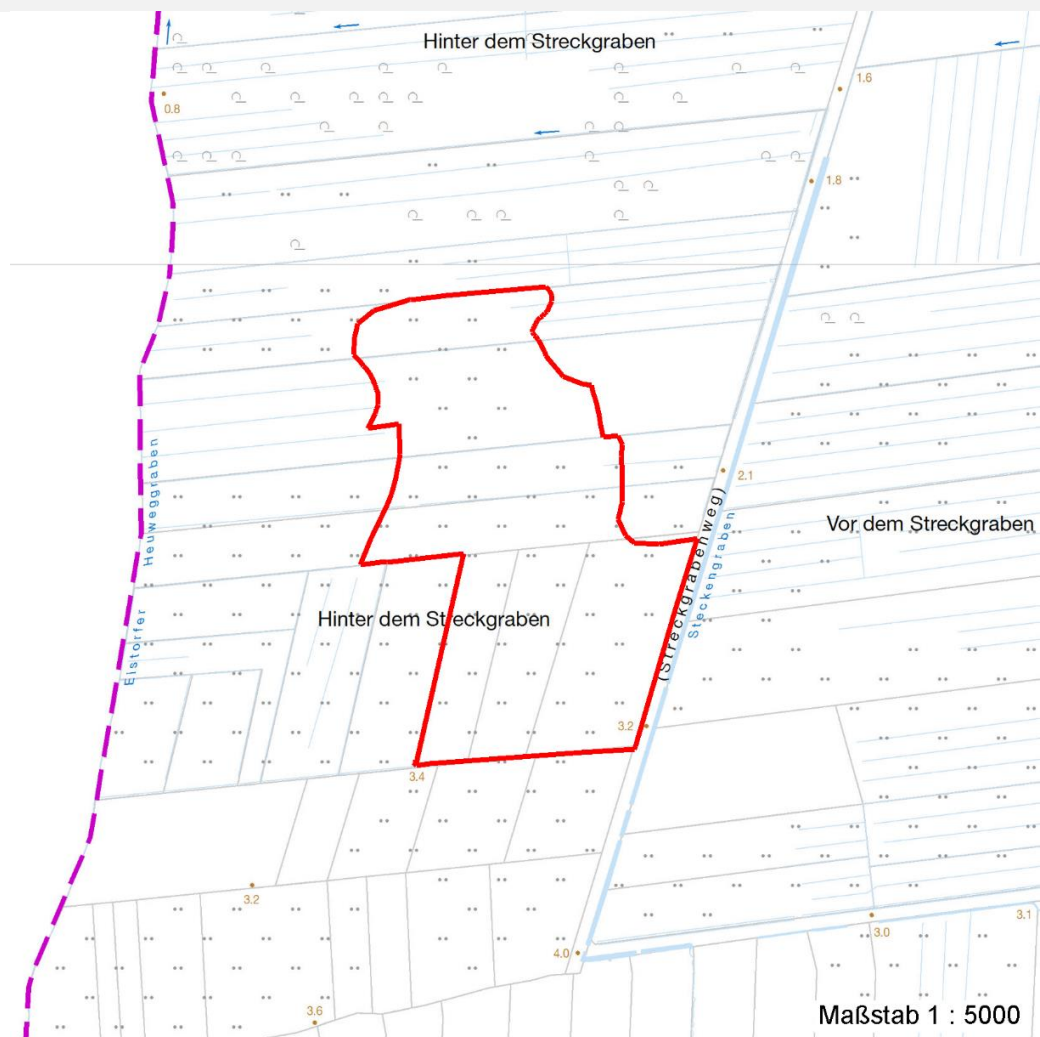 Hinter dem Streckgraben
1.6
0.8
1.8
2.1
Heuweggraben
(Streckgrabenweg)
Steckengraben
Vor dem Streckgraben
Hinter dem Streckgraben
Elstorfer
3.2
3.4
3.2
3.0
3.1
4.0
3.6
Maßstab 1 : 5000